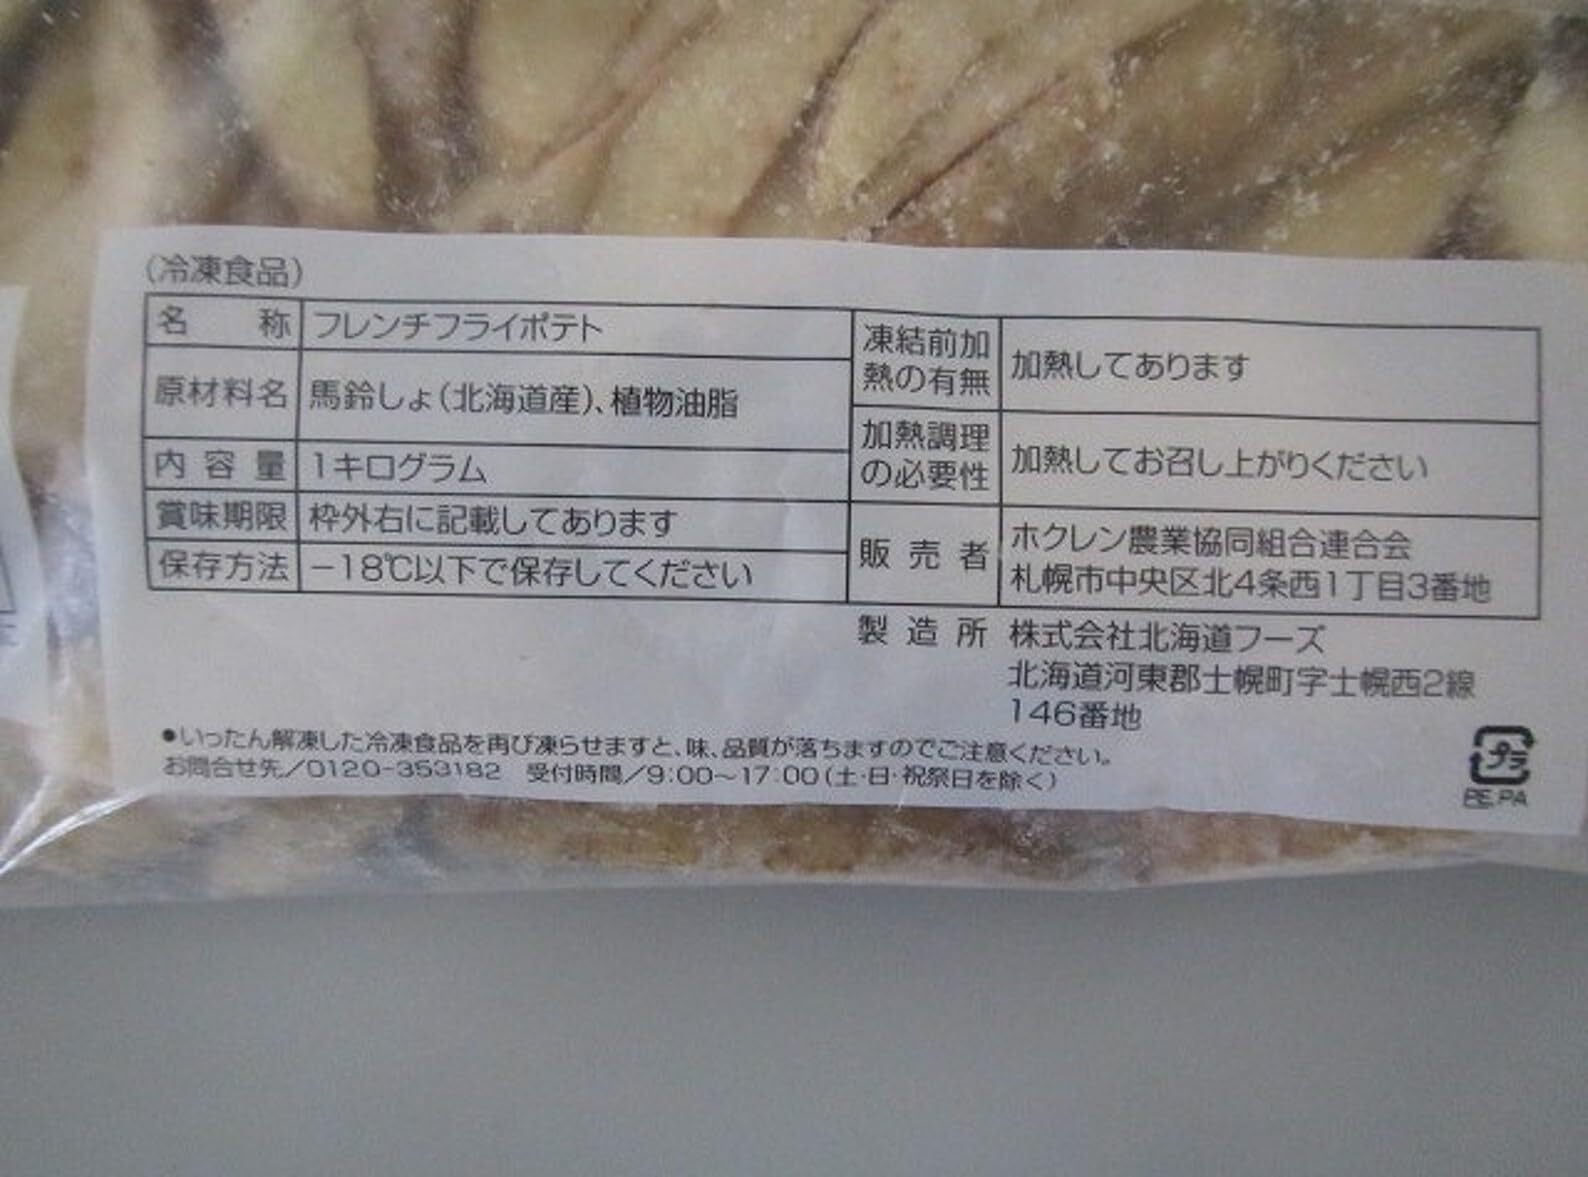 (冷凍食品)
名称 フレンチフライポテト
原材料名 馬鈴しょ(北海道産)、植物油脂
内容量 1キログラム
賞味期限 枠外右に記載してあります
保存方法 -18℃以下で保存してください
凍結前加熱の有無 加熱してあります
加熱調理の必要性 加熱してお召し上がりください
販売者 ホクレン農業協同組合連合会
札幌市中央区北4条西1丁目3番地
製造所 株式会社北海道フーズ
北海道河東郡士幌町字士幌西2線
146番地
●いったん解凍した冷凍食品を再び凍らせますと、味、品質が落ちますのでご注意ください。
お問合せ先/0120-353182 受付時間/9:00~17:00(土・日・祝祭日を除く)
プラ
PE,PA